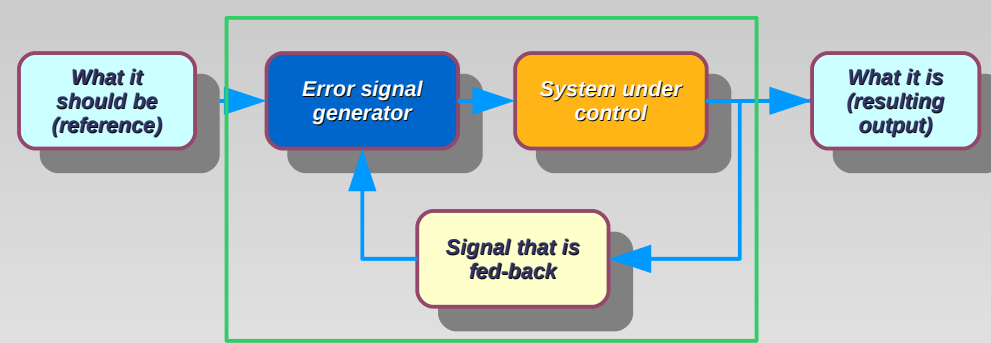 What it
should be
(reference)
Error signal
generator
System under
control
What it is
(resulting
output)
Signal that is
fed-back